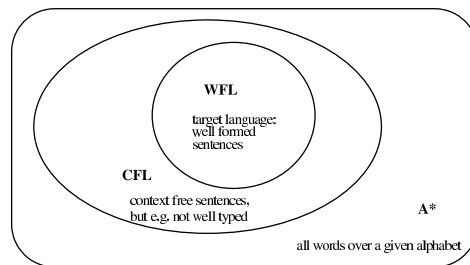 WFL
target language:
well formed
sentences
CFL
context free sentences,
but e.g. not well typed
A*
all words over a given alphabet